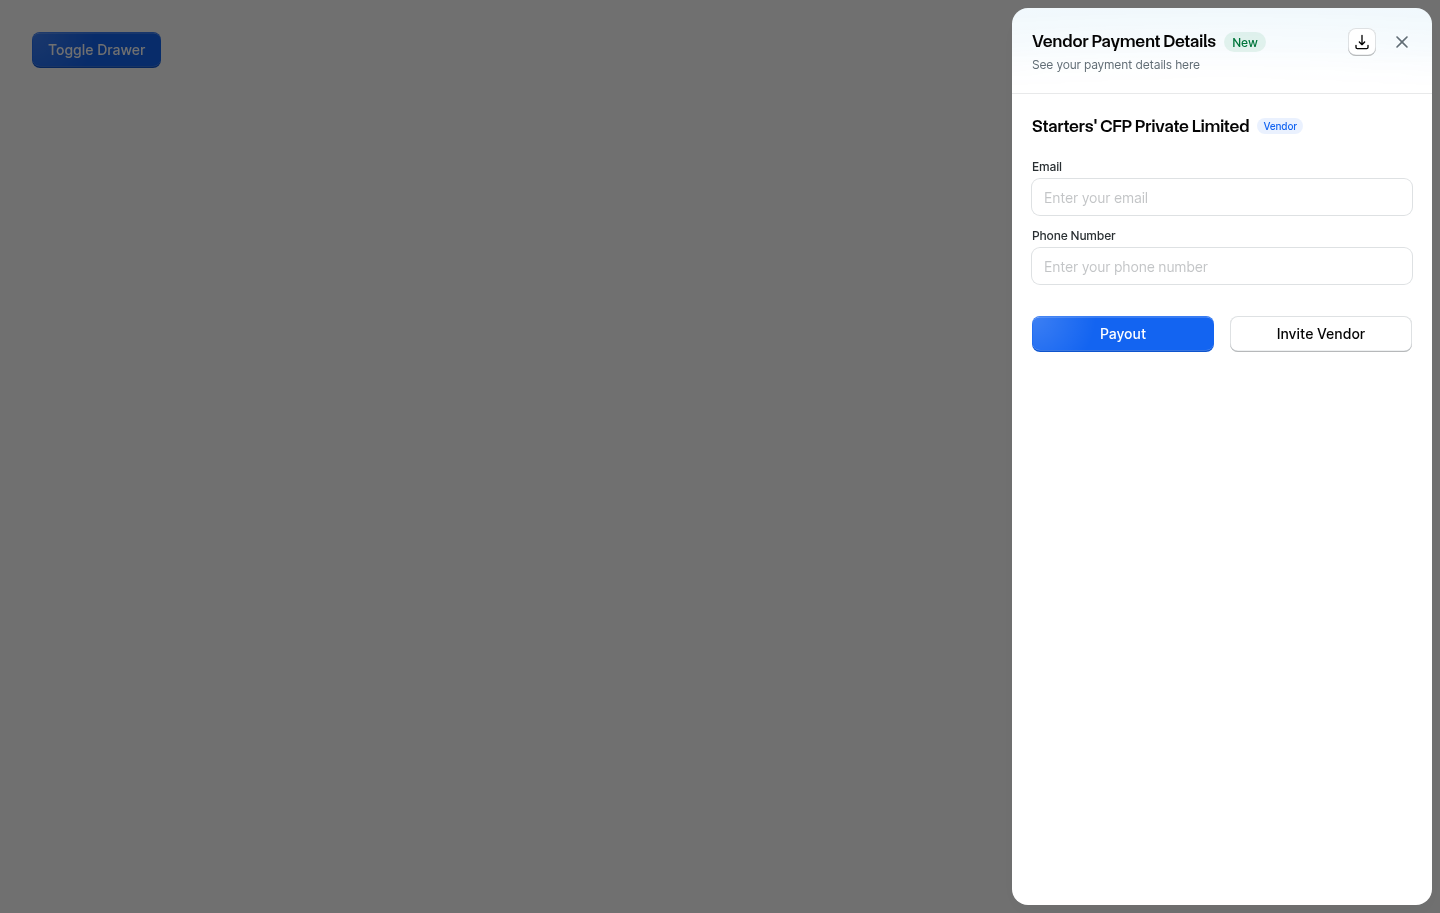 Toggle Drawer
Vendor Payment Details New
See your payment details here
Starters' CFP Private Limited Vendor
Email
Enter your email
Phone Number
Enter your phone number
Payout Invite Vendor